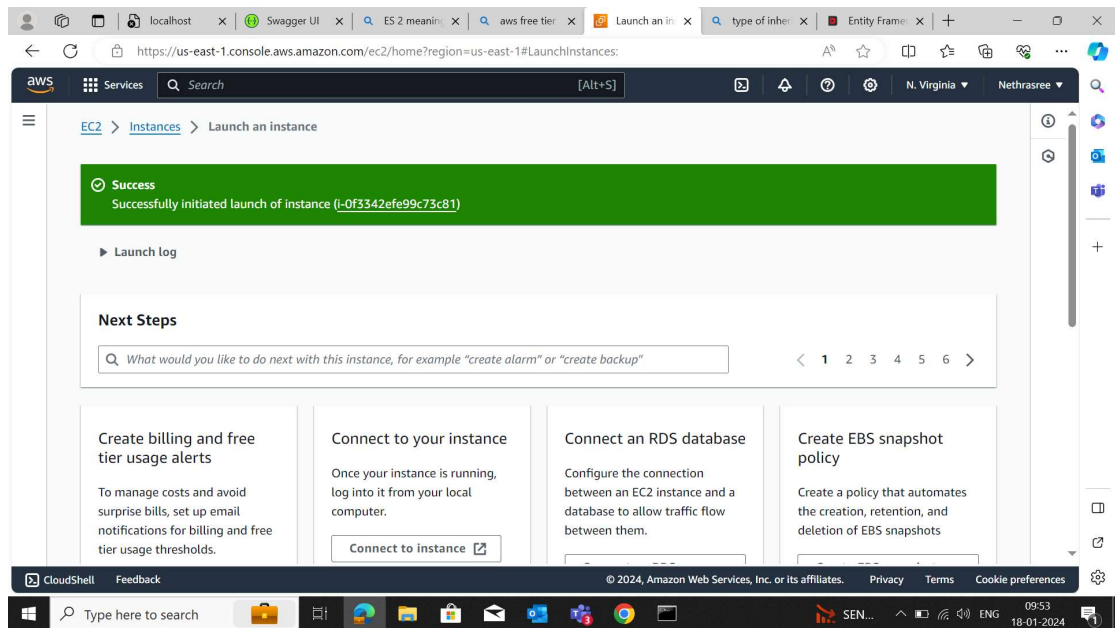 localhost
Swagger UI
ES 2 meaning
aws free tier
Launch an in
type of inher
Entity Frame
https://us-east-1.console.aws.amazon.com/ec2/home?region=us-east-1#LaunchInstances:
aws
Services
Search
[Alt+S]
N. Virginia
Nethrasree
EC2 > Instances > Launch an instance
Success
Successfully initiated launch of instance (i-0f3342efe99c73c81)
Launch log
Next Steps
What would you like to do next with this instance, for example "create alarm" or "create backup"
1 2 3 4 5 6
Create billing and free
tier usage alerts
To manage costs and avoid
surprise bills, set up email
notifications for billing and free
tier usage thresholds.
Connect to your instance
Once your instance is running,
log into it from your local
computer.
Connect to instance
Connect an RDS database
Configure the connection
between an EC2 instance and a
database to allow traffic flow
between them.
Create EBS snapshot
policy
Create a policy that automates
the creation, retention, and
deletion of EBS snapshots
CloudShell
Feedback
© 2024, Amazon Web Services, Inc. or its affiliates.
Privacy
Terms
Cookie preferences
Type here to search
SEN...
ENG
09:53
18-01-2024